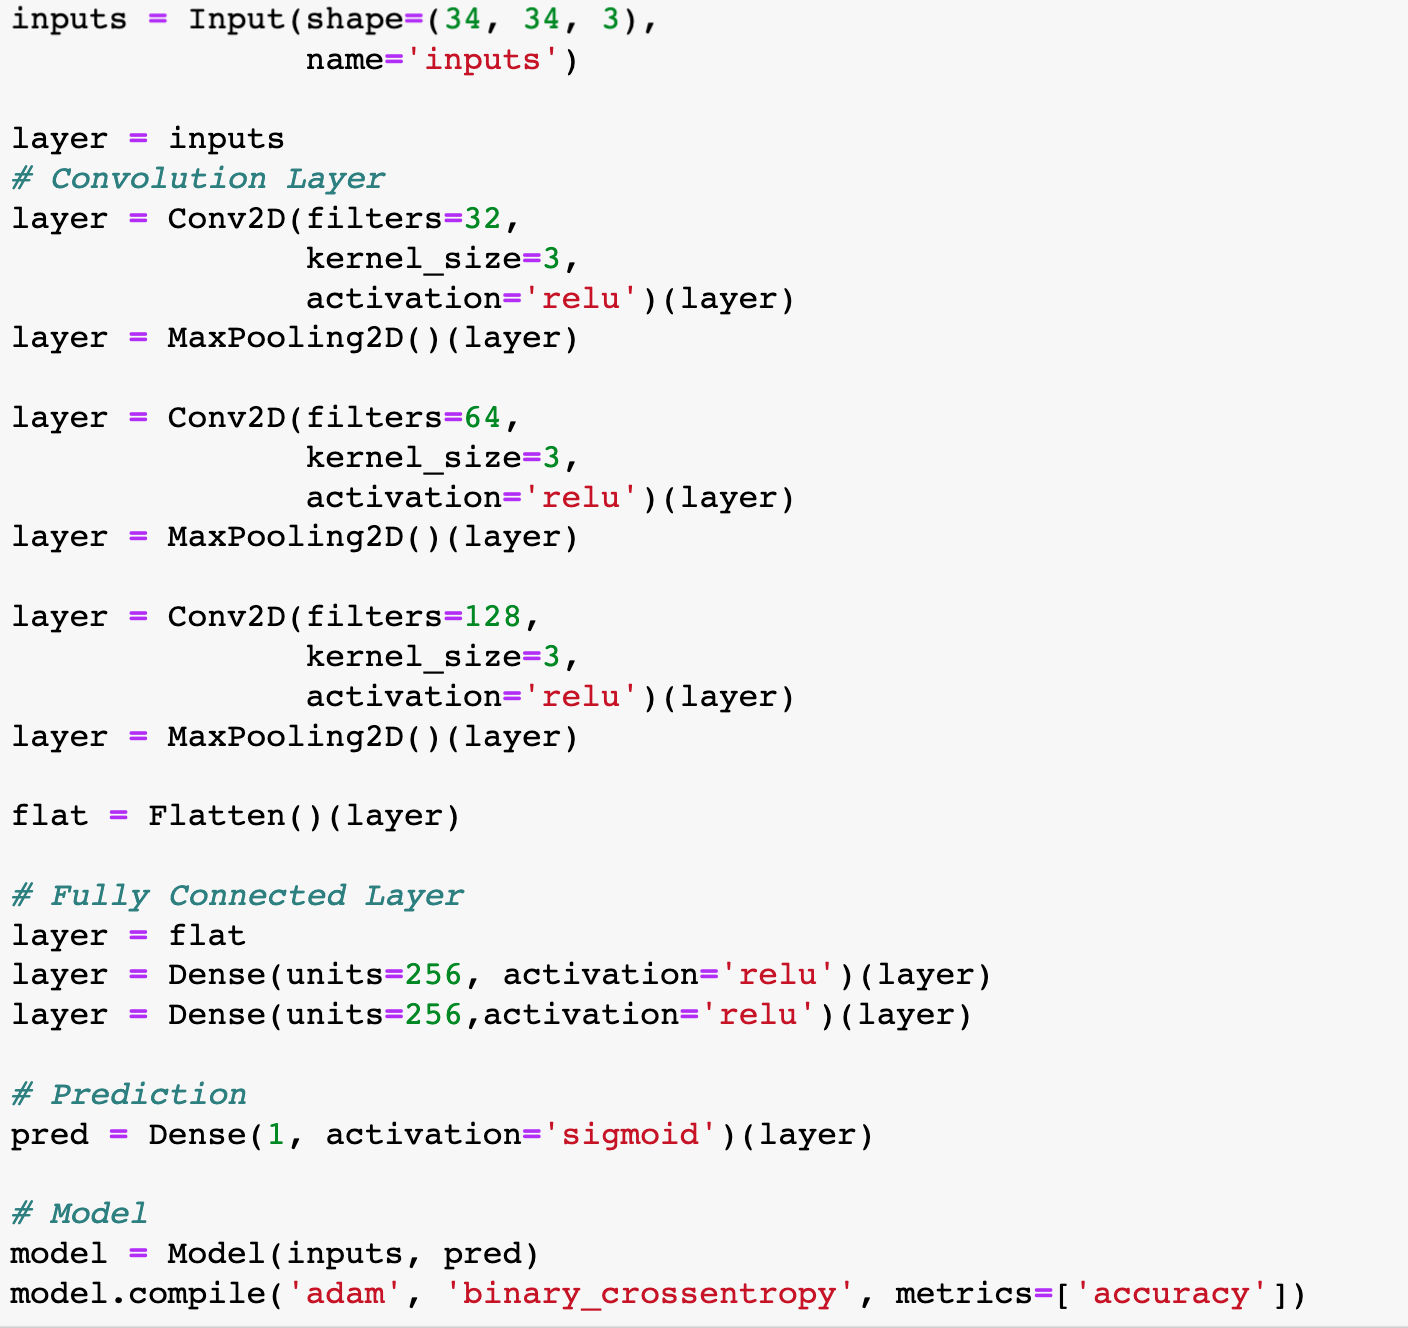 inputs = Input(shape=(34, 34, 3),
               name='inputs')
layer = inputs
# Convolution Layer
layer = Conv2D(filters=32,
               kernel_size=3,
               activation='relu')(layer)
layer = MaxPooling2D()(layer)
layer = Conv2D(filters=64,
               kernel_size=3,
               activation='relu')(layer)
layer = MaxPooling2D()(layer)
layer = Conv2D(filters=128,
               kernel_size=3,
               activation='relu')(layer)
layer = MaxPooling2D()(layer)
flat = Flatten()(layer)
# Fully Connected Layer
layer = flat
layer = Dense(units=256, activation='relu')(layer)
layer = Dense(units=256,activation='relu')(layer)
# Prediction
pred = Dense(1, activation='sigmoid')(layer)
# Model
model = Model(inputs, pred)
model.compile('adam', 'binary_crossentropy', metrics=['accuracy'])